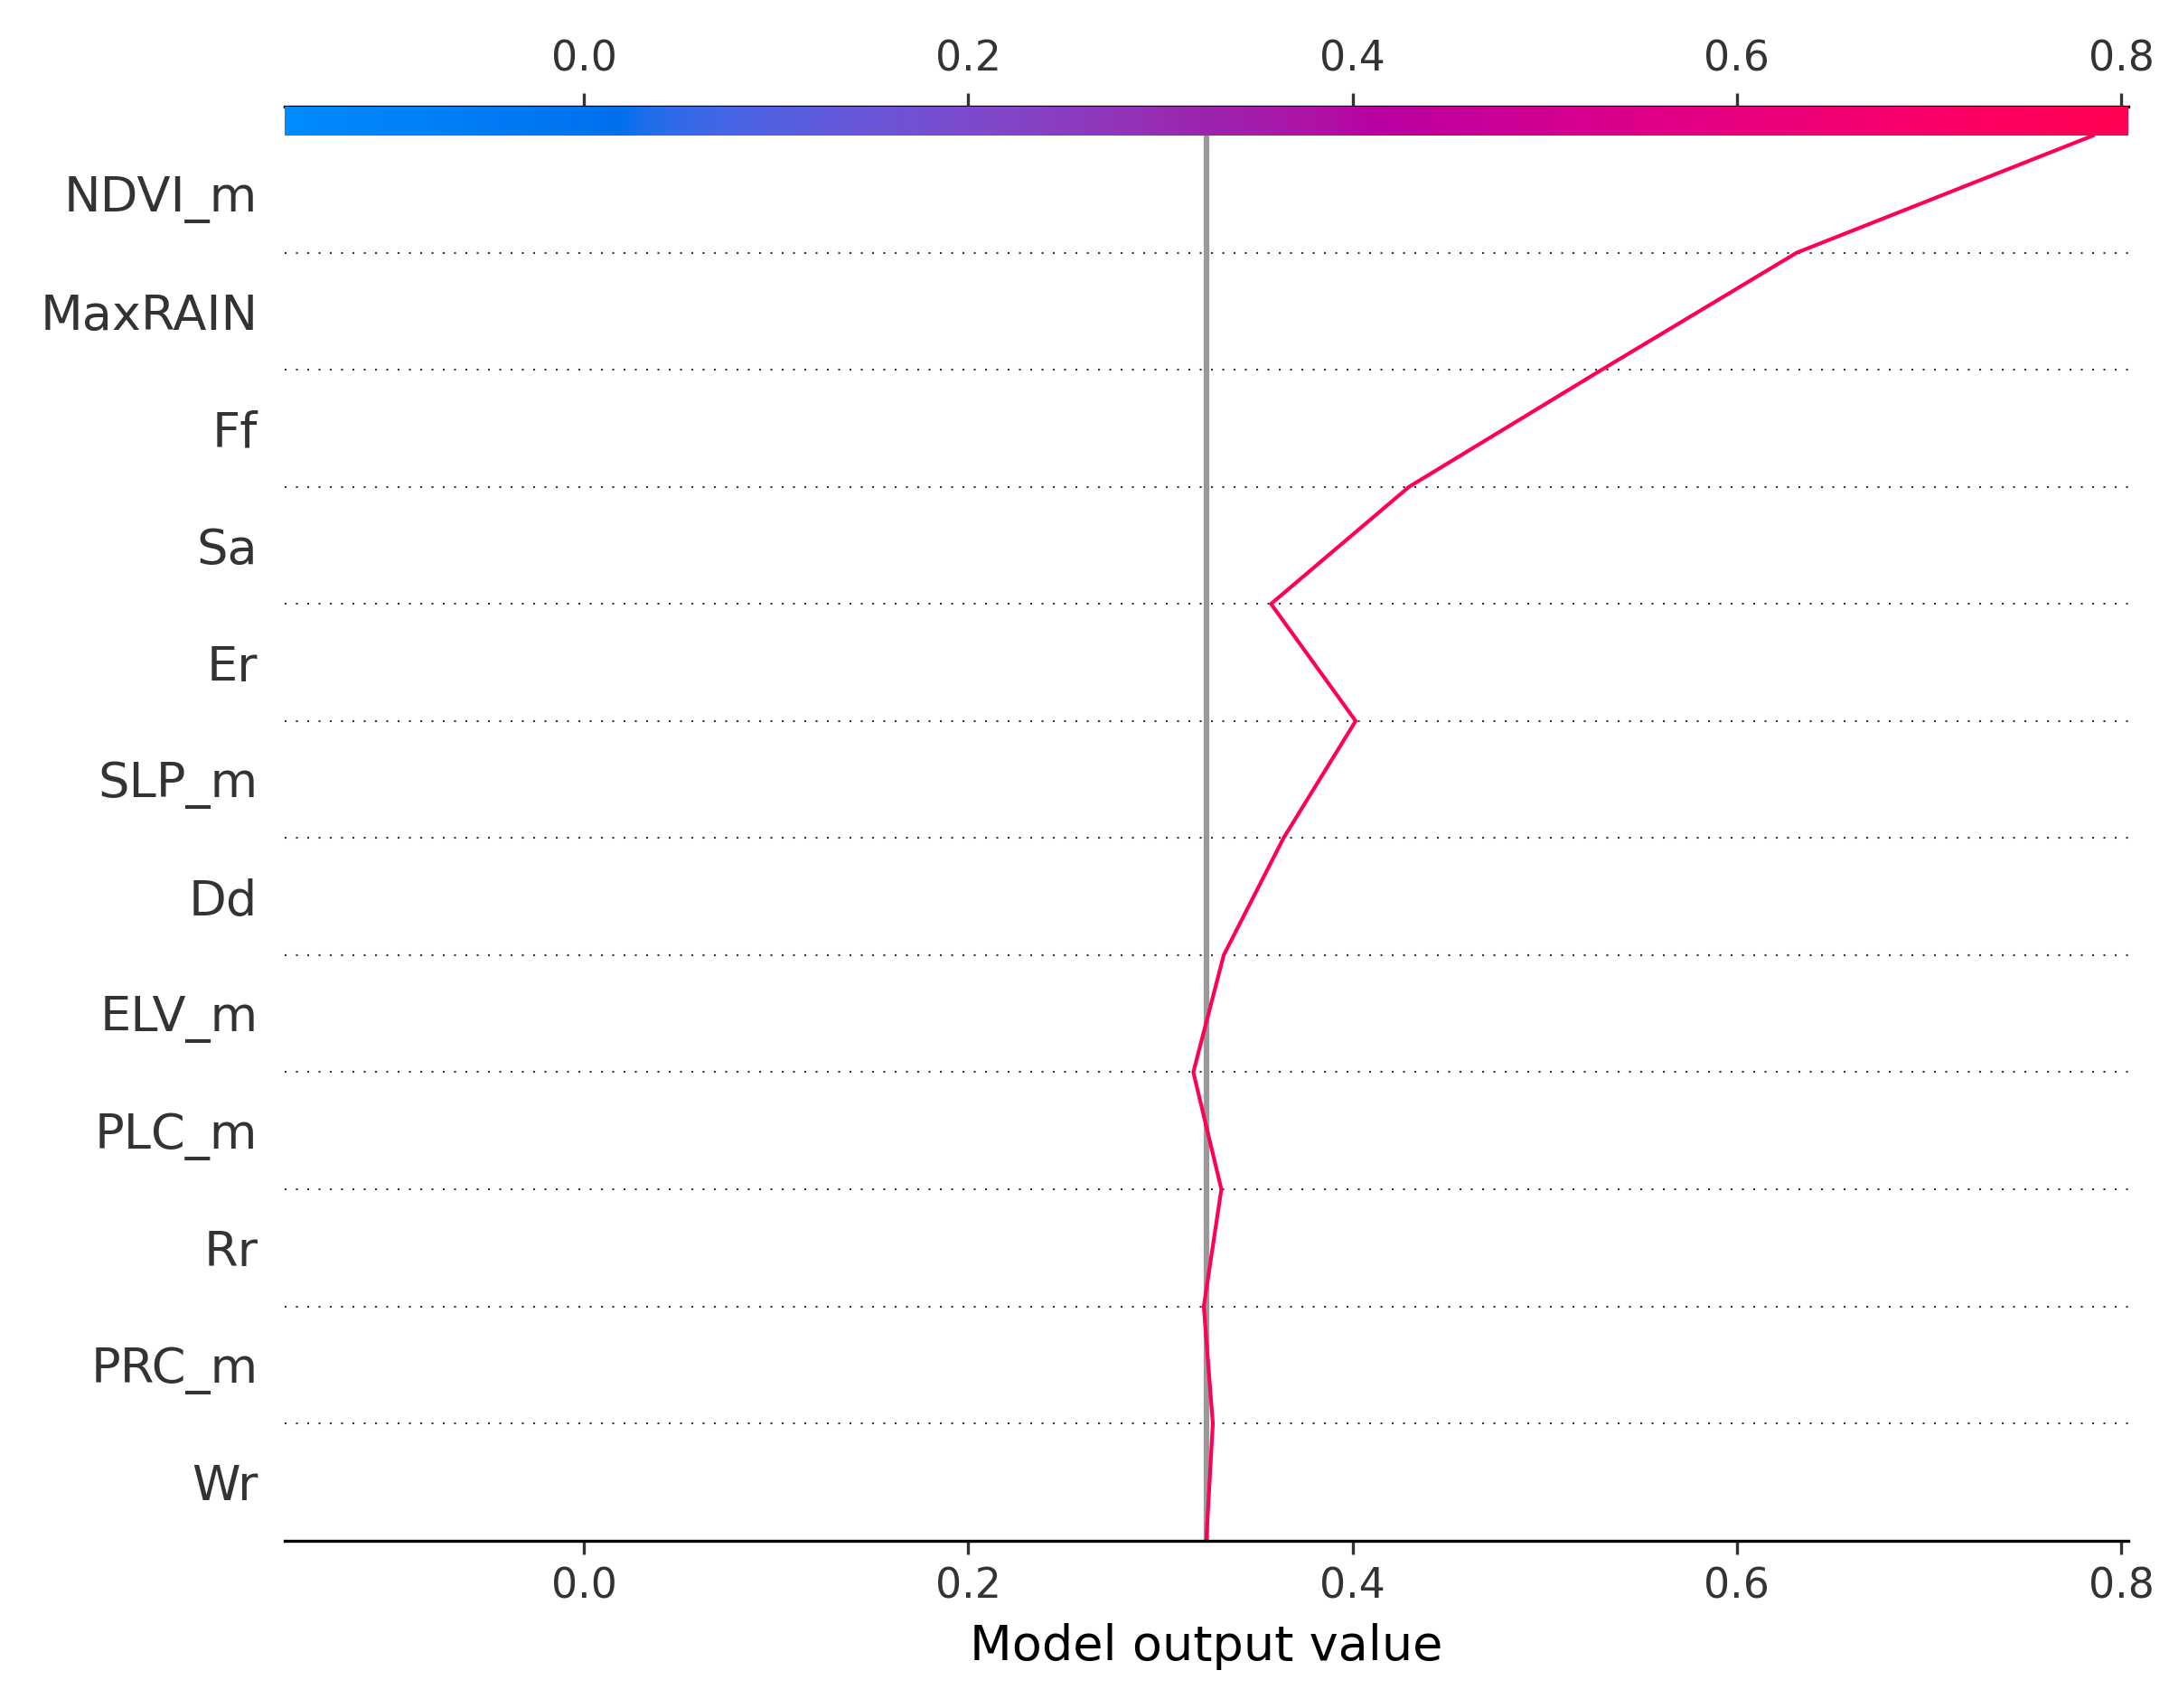 0.0 0.2 0.4 0.6 0.8
NDVI_m
MaxRAIN
Ff
Sa
Er
SLP_m
Dd
ELV_m
PLC_m
Rr
PRC_m
Wr
0.0 0.2 0.4 0.6 0.8
Model output value